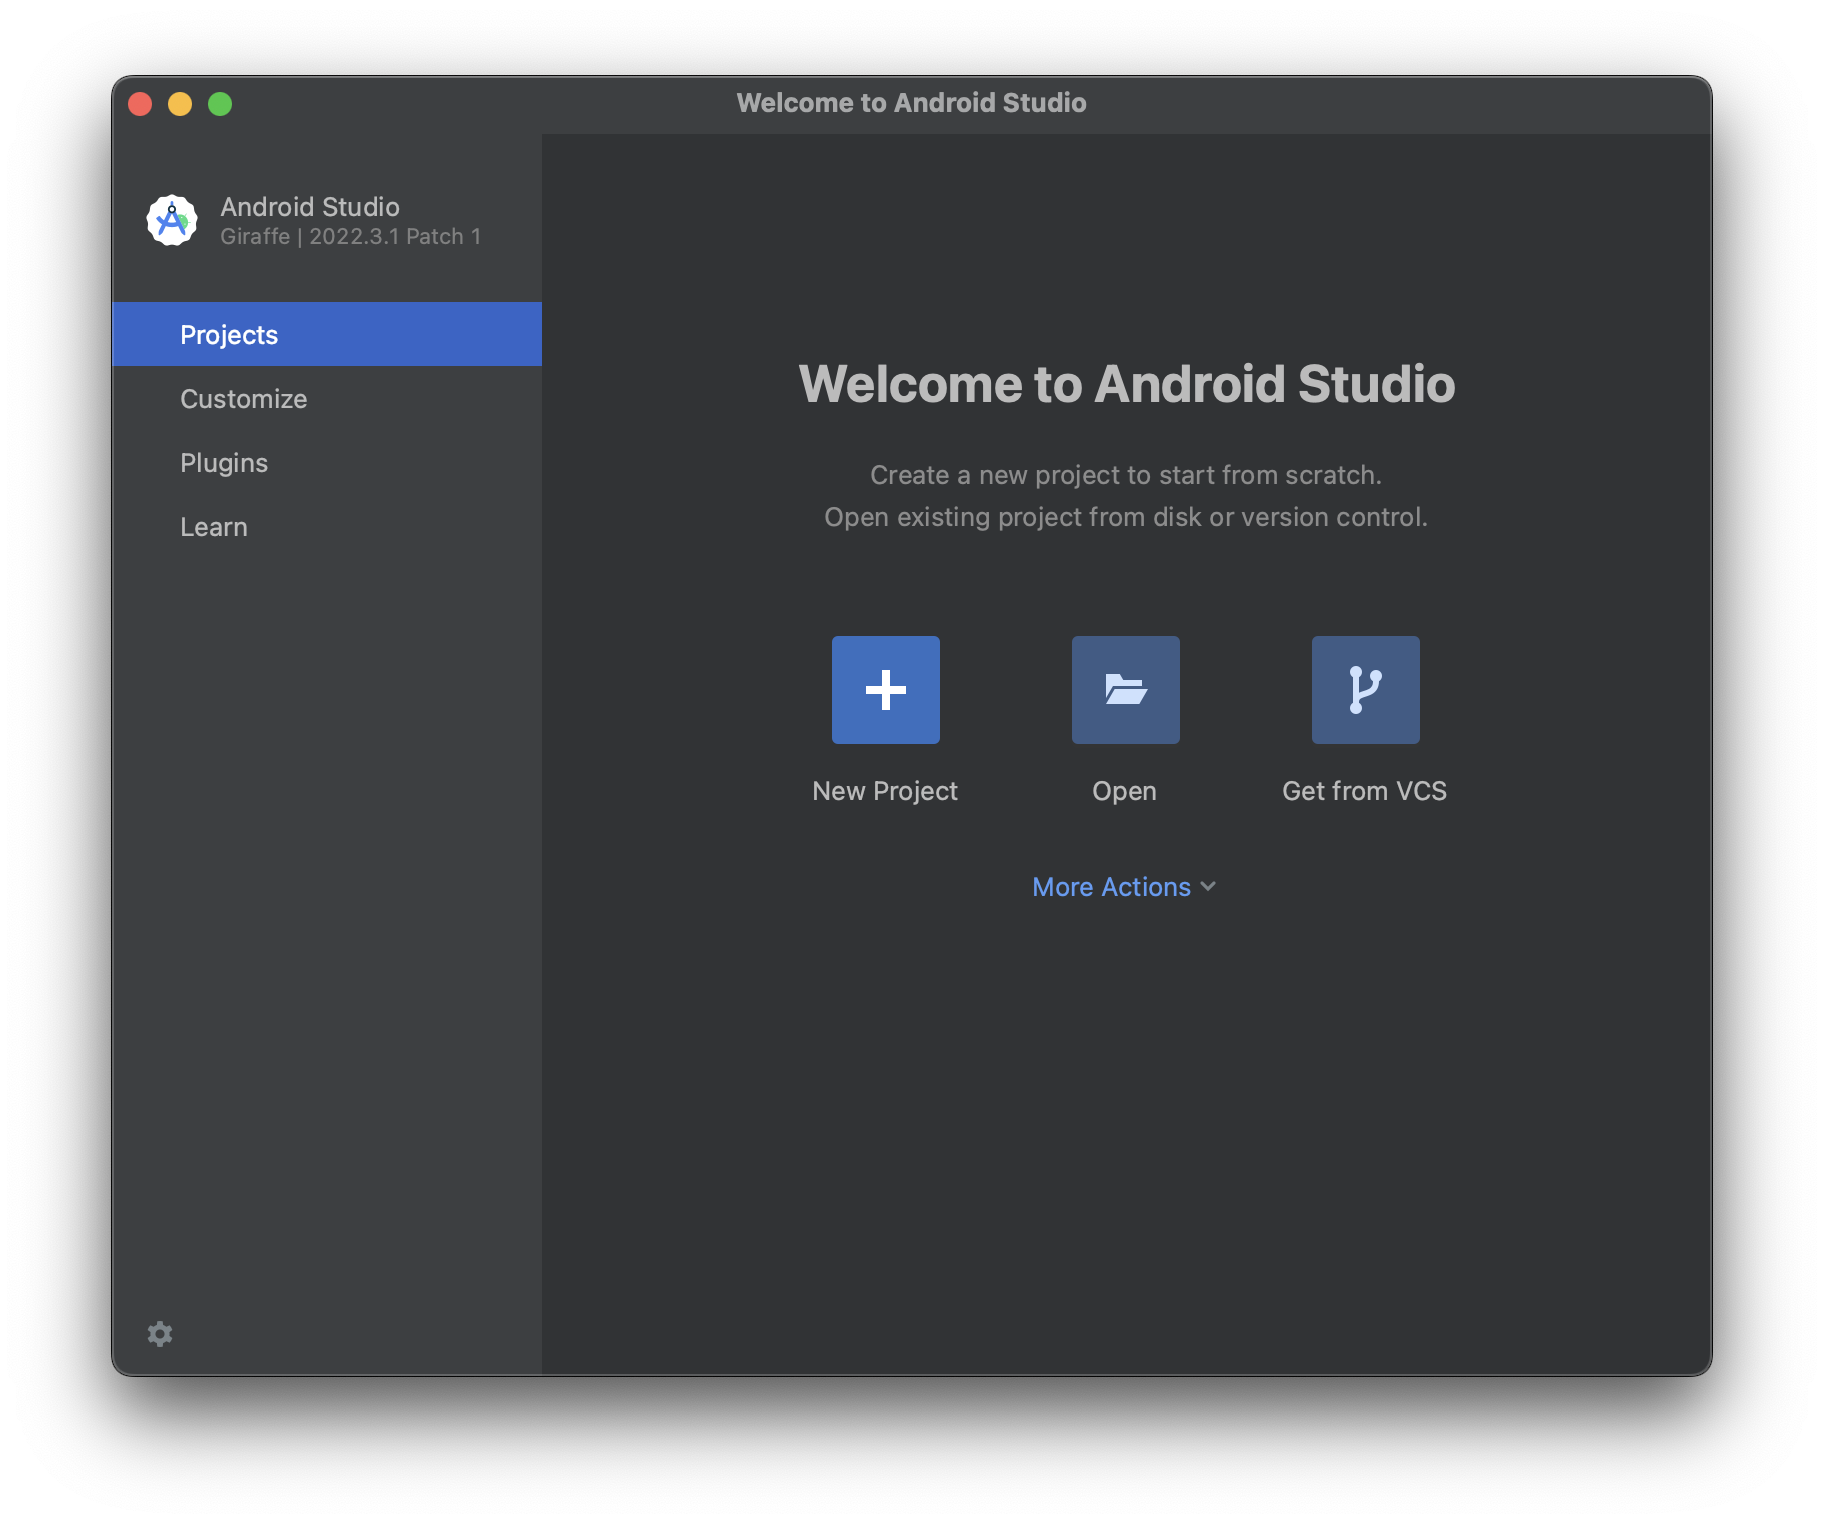 Welcome to Android Studio
Android Studio
Giraffe | 2022.3.1 Patch 1
Projects
Customize
Plugins
Learn
Welcome to Android Studio
Create a new project to start from scratch.
Open existing project from disk or version control.
New Project
Open
Get from VCS
More Actions